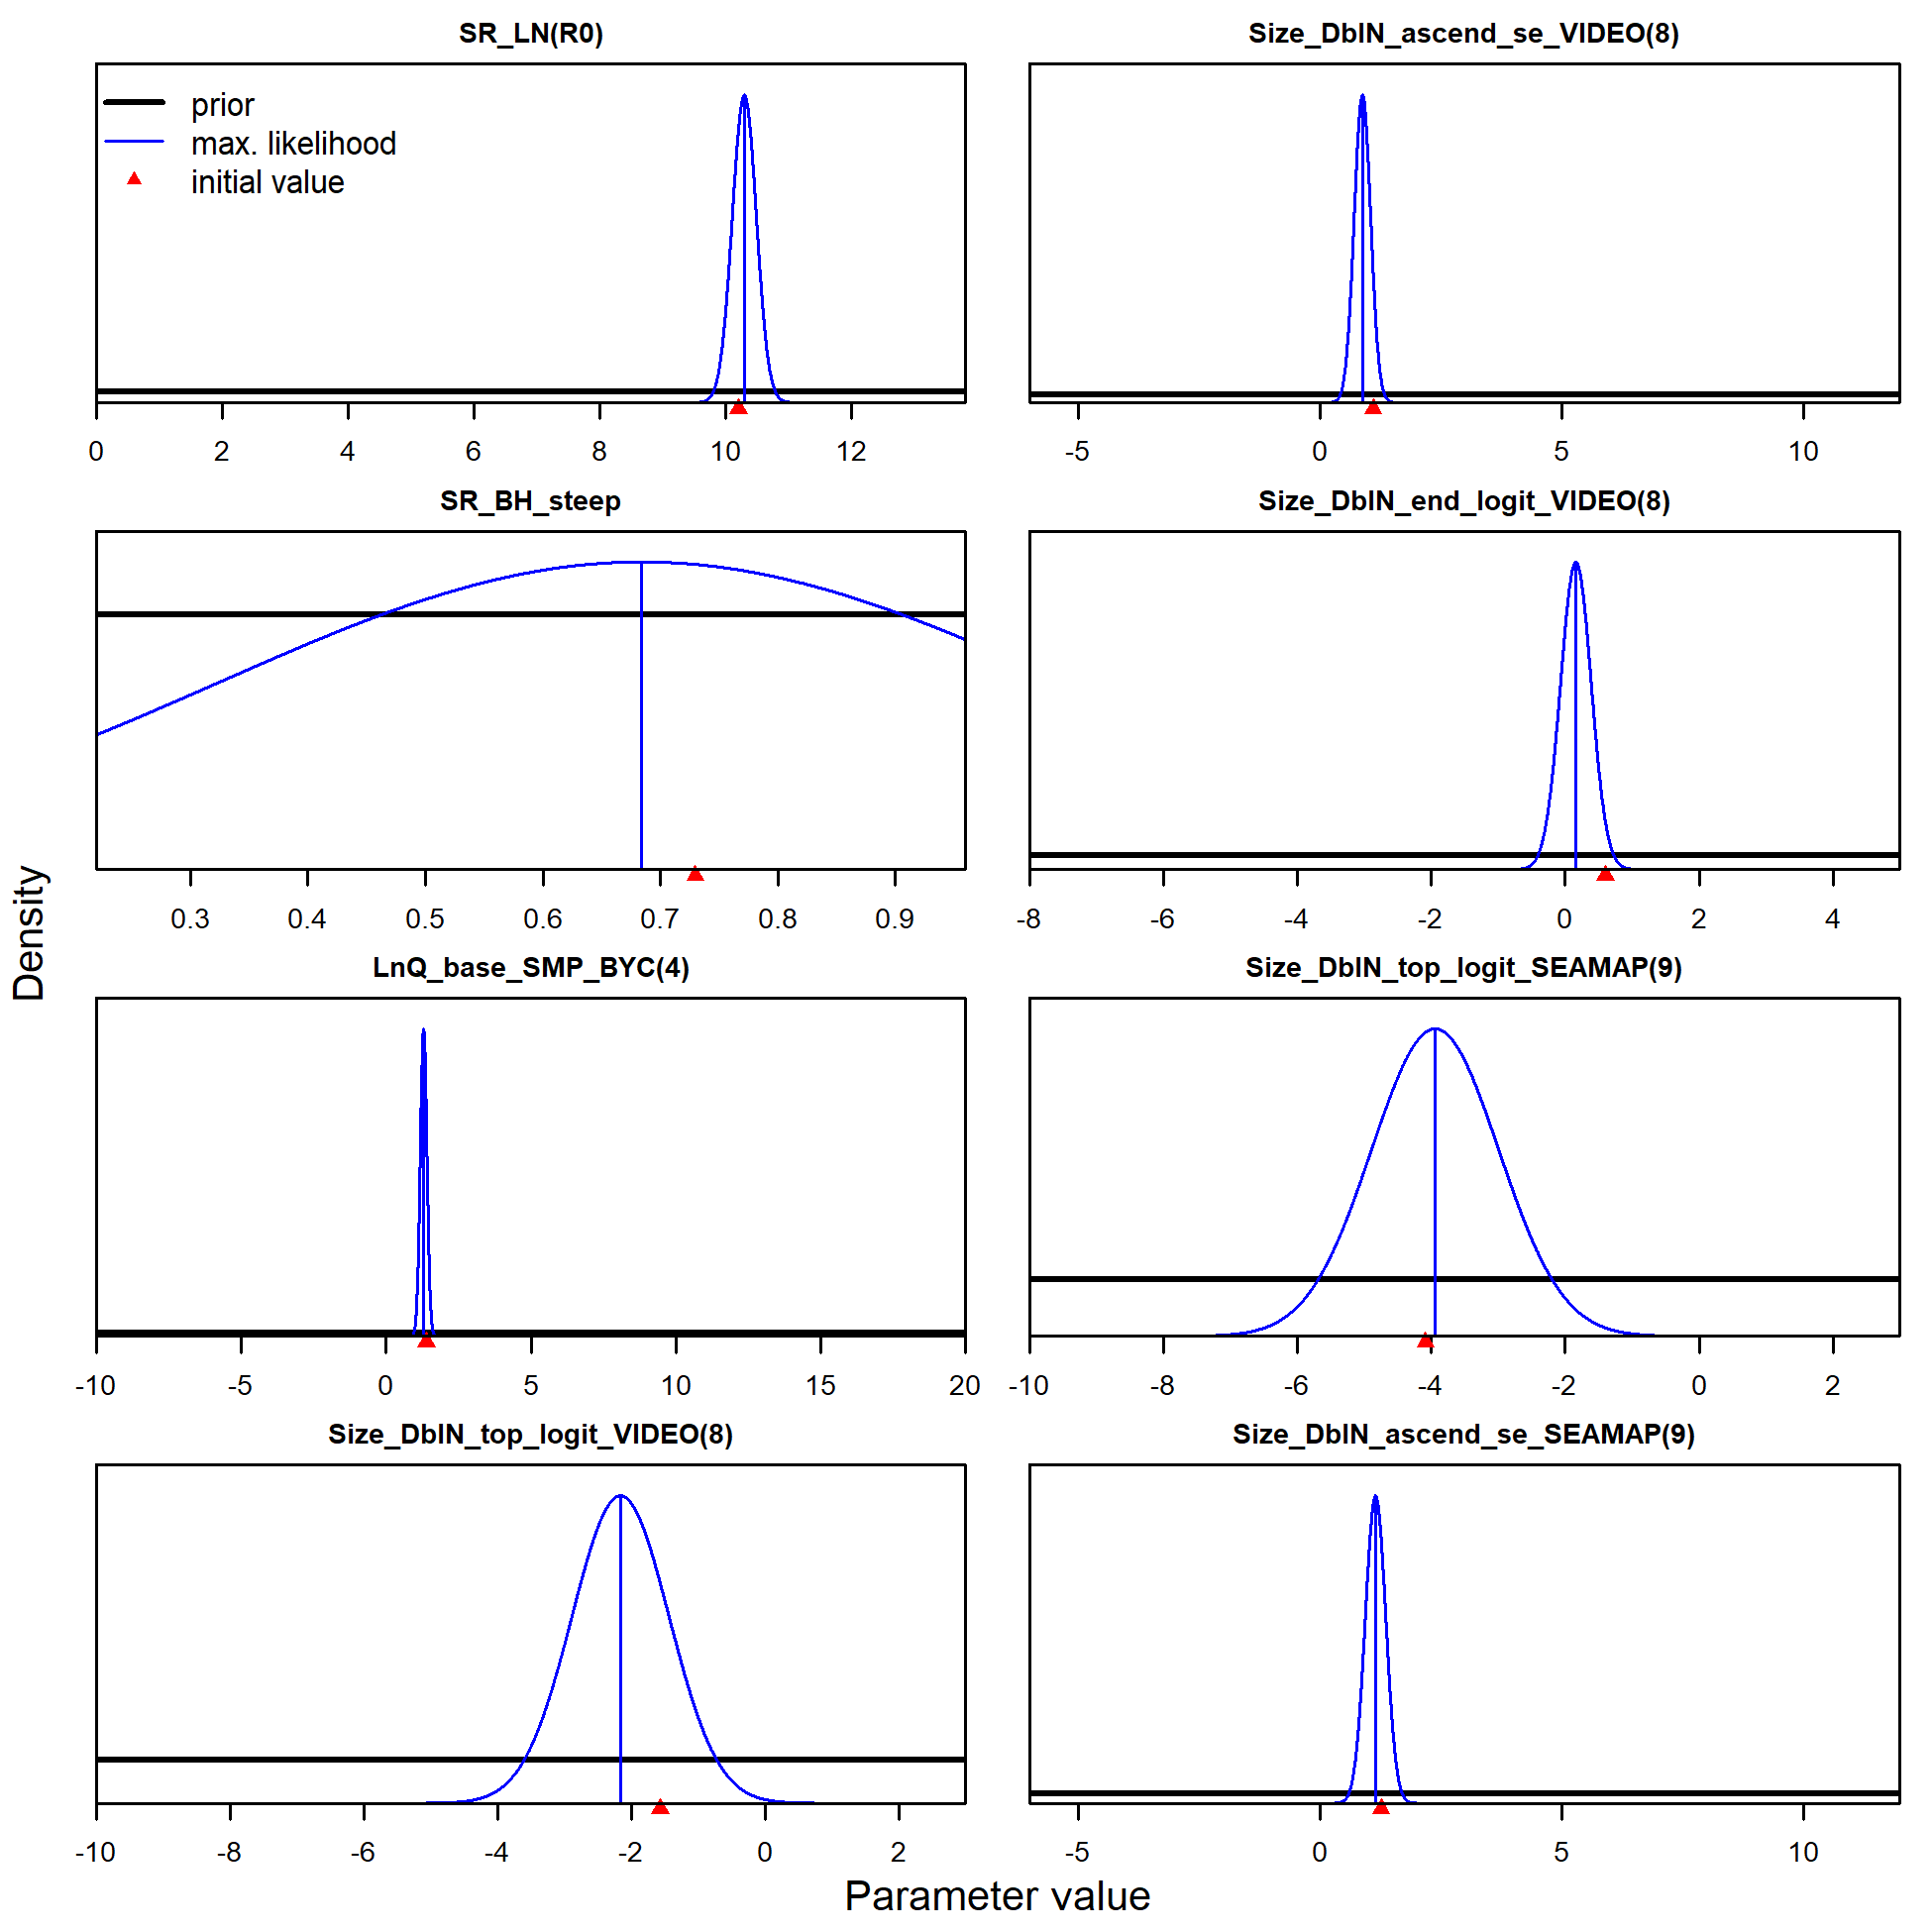 SR_LN(R0)
prior
max. likelihood
initial value
0 2 4 6 8 10 12
Size_DblN_ascend_se_VIDEO(8)
-5 0 5 10
SR_BH_steep
0.3 0.4 0.5 0.6 0.7 0.8 0.9
Size_DblN_end_logit_VIDEO(8)
-8 -6 -4 -2 0 2 4
LnQ_base_SMP_BYC(4)
-10 -5 0 5 10 15 20
Size_DblN_top_logit_SEAMAP(9)
-10 -8 -6 -4 -2 0 2
Size_DblN_top_logit_VIDEO(8)
-10 -8 -6 -4 -2 0 2
Size_DblN_ascend_se_SEAMAP(9)
-5 0 5 10
Density
Parameter value